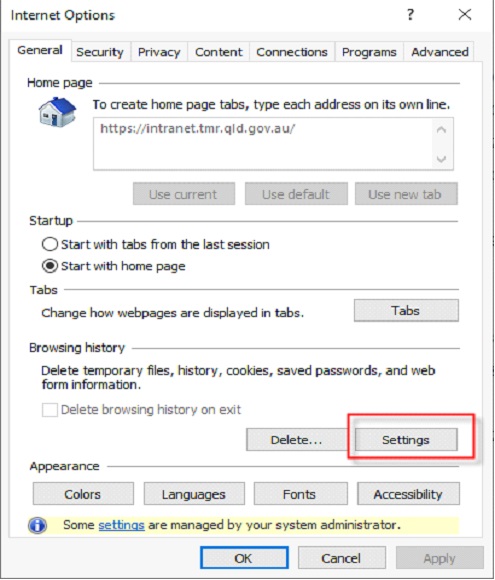 Internet Options ?
General Security Privacy Content Connections Programs Advanced
Home page
To create home page tabs, type each address on its own line.
https://intranet.tmr.qld.gov.au/
Use current Use default Use new tab
Startup
Start with tabs from the last session
Start with home page
Tabs
Change how webpages are displayed in tabs. Tabs
Browsing history
Delete temporary files, history, cookies, saved passwords, and web
form information.
Delete browsing history on exit
Delete... Settings
Appearance
Colors Languages Fonts Accessibility
Some settings are managed by your system administrator.
OK Cancel Apply